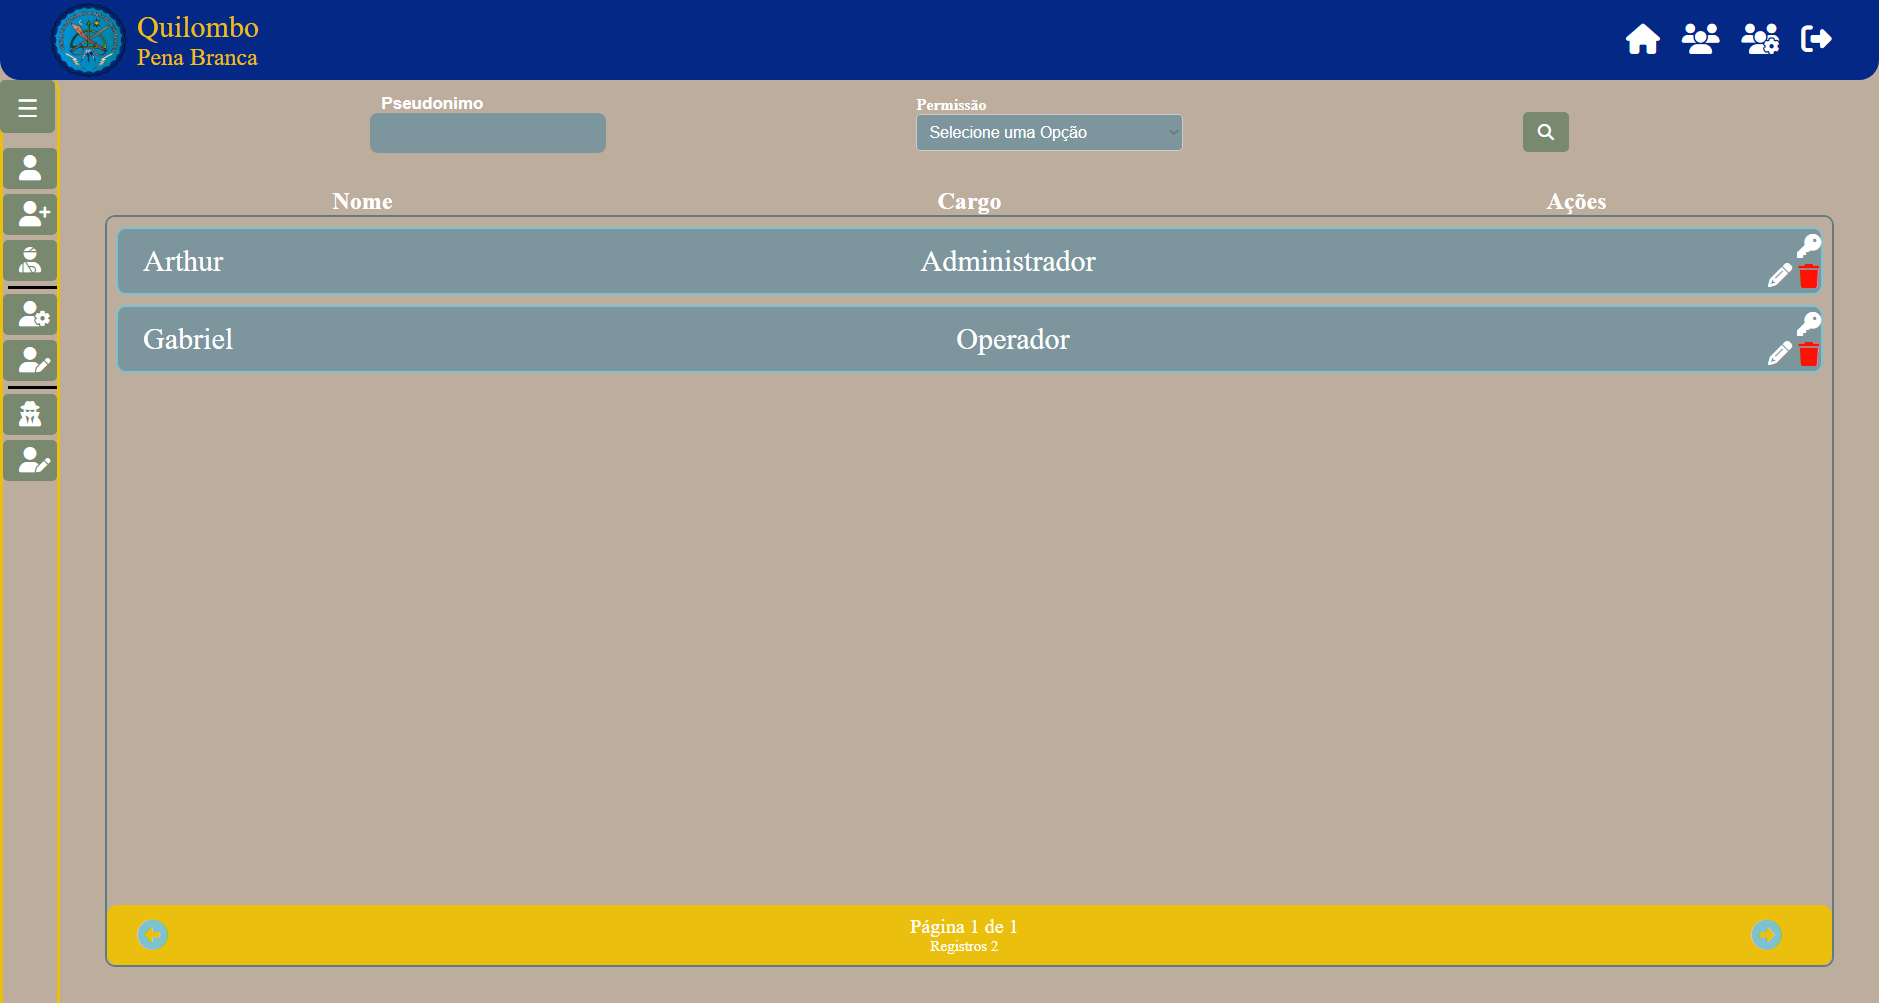 Quilombo
Pena Branca
Pseudonimo
Permissão
Selecione uma Opção
Nome Cargo Ações
Arthur Administrador
Gabriel Operador
Página 1 de 1
Registros 2